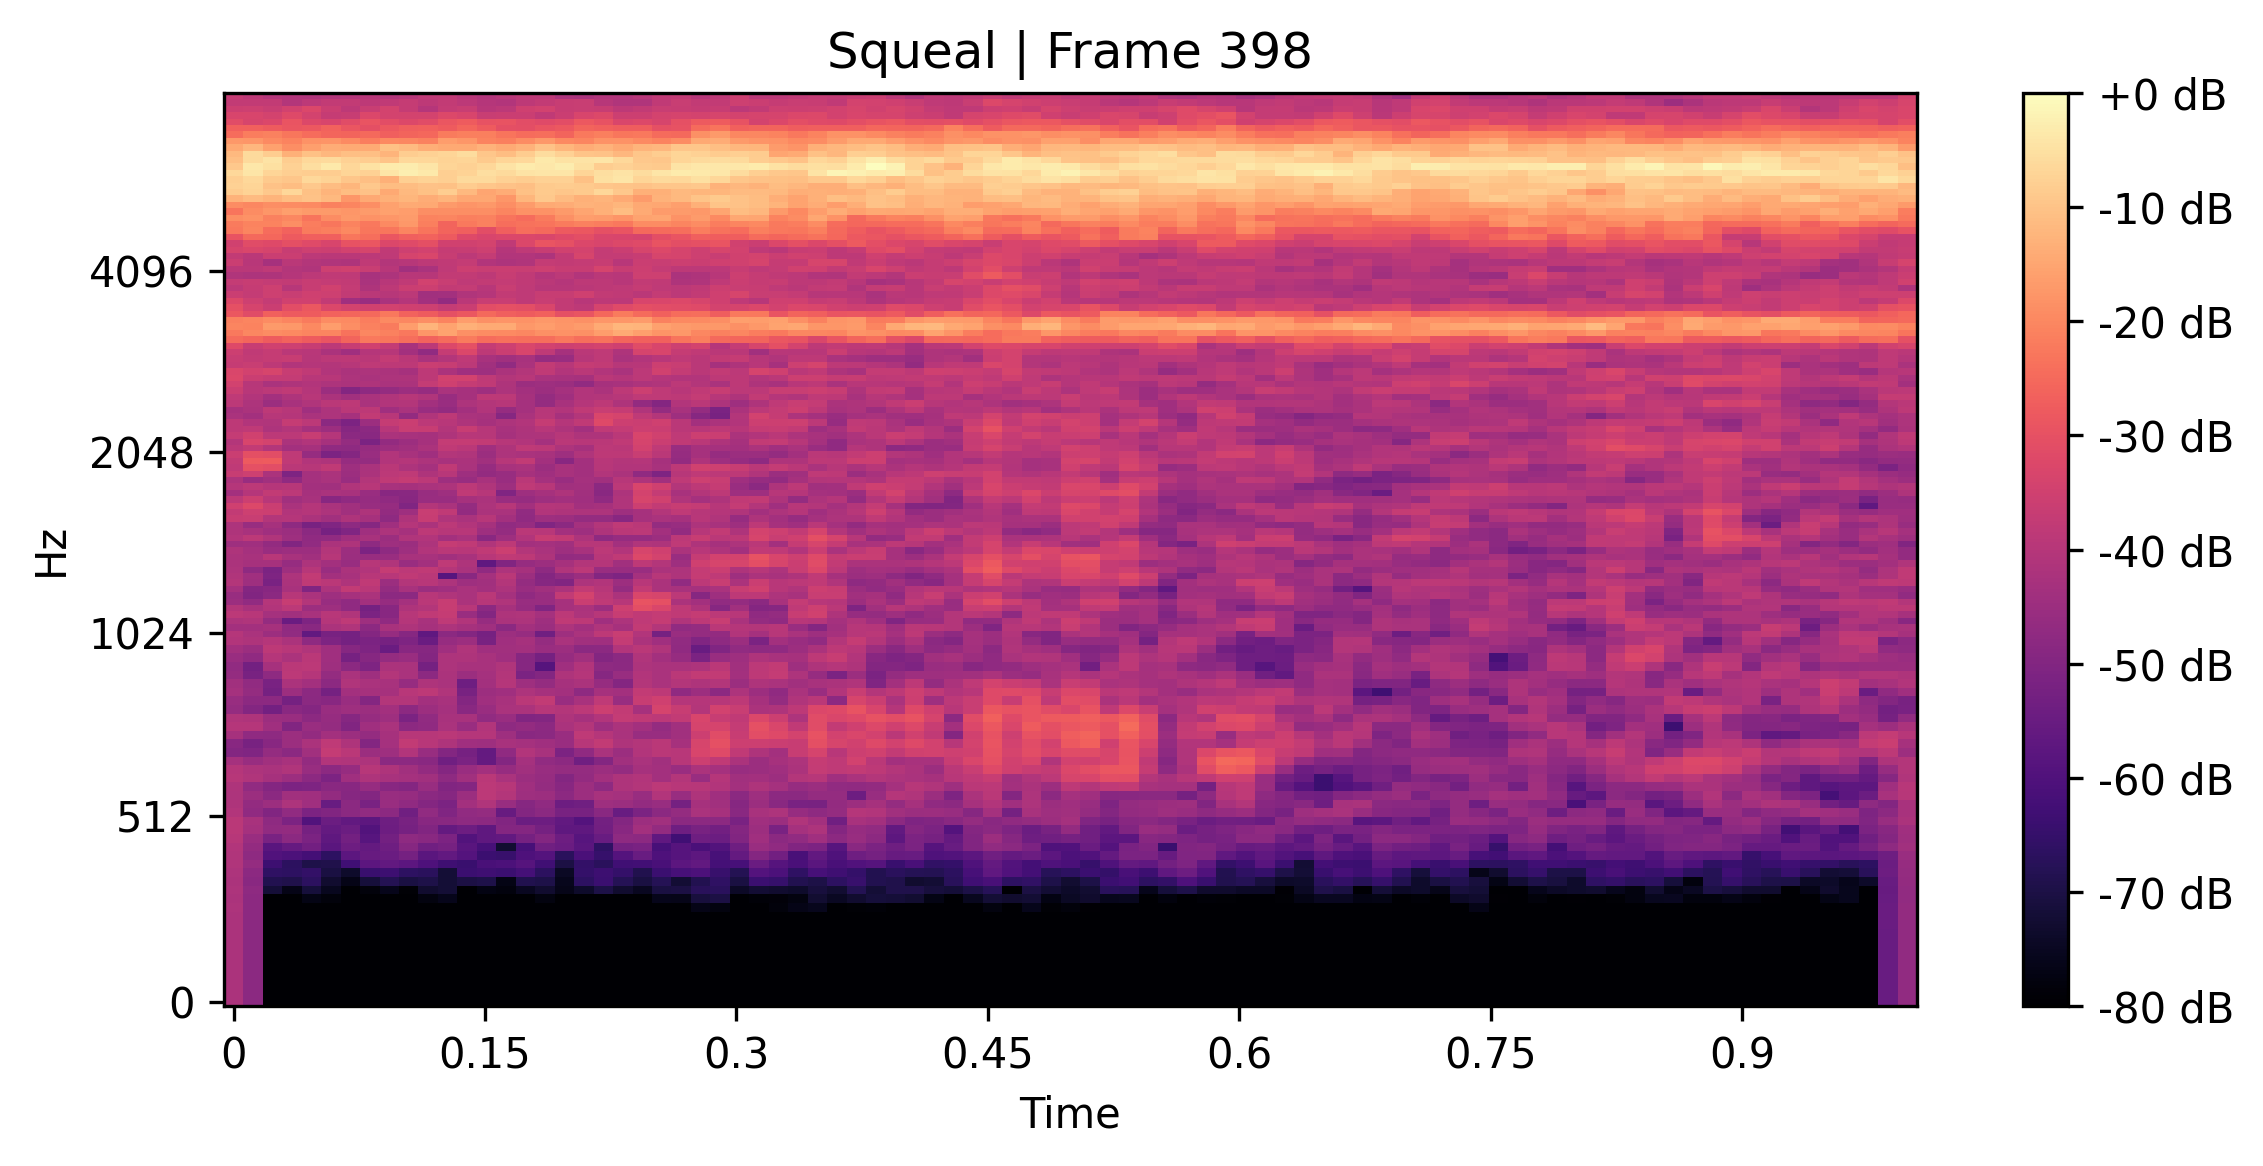 Squeal | Frame 398
+0 dB
-10 dB
-20 dB
-30 dB
-40 dB
-50 dB
-60 dB
-70 dB
-80 dB
Hz
4096
2048
1024
512
0
0 0.15 0.3 0.45 0.6 0.75 0.9
Time